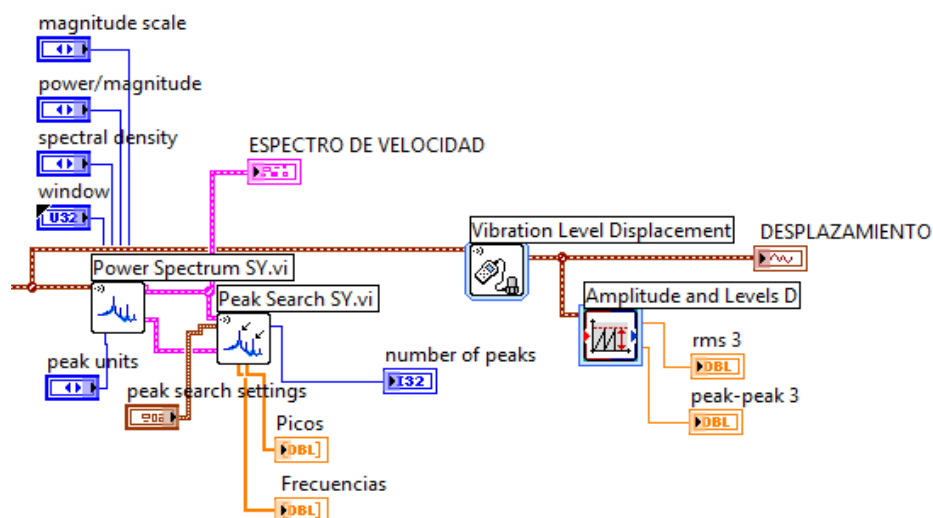 magnitude scale
power/magnitude
spectral density
ESPECTRO DE VELOCIDAD
window
U32
Vibration Level Displacement
DESPLAZAMIENTO
Power Spectrum SY.vi
Peak Search SY.vi
Amplitude and Levels D
peak units
number of peaks
I32
rms 3
DBL
peak search settings
peak-peak 3
DBL
Picos
DBL]
Frecuencias
DBL]